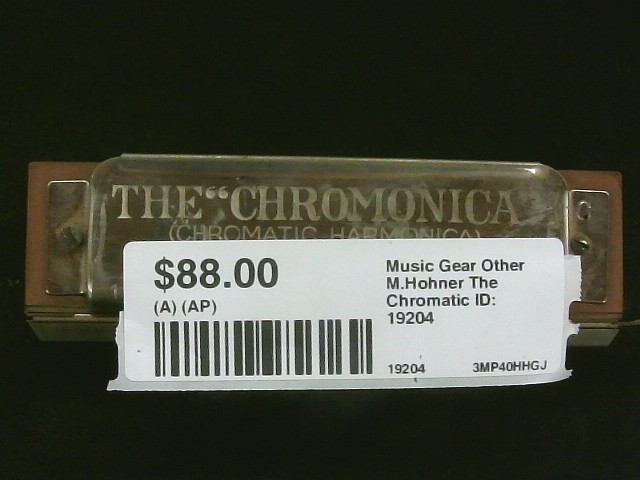 THE “CHROMONICA
(CHROMATIC HARMONICA)
C
$88.00
(A) (AP)
Music Gear Other
M.Hohner The
Chromatic ID:
19204
19204
3MP40HHGJ